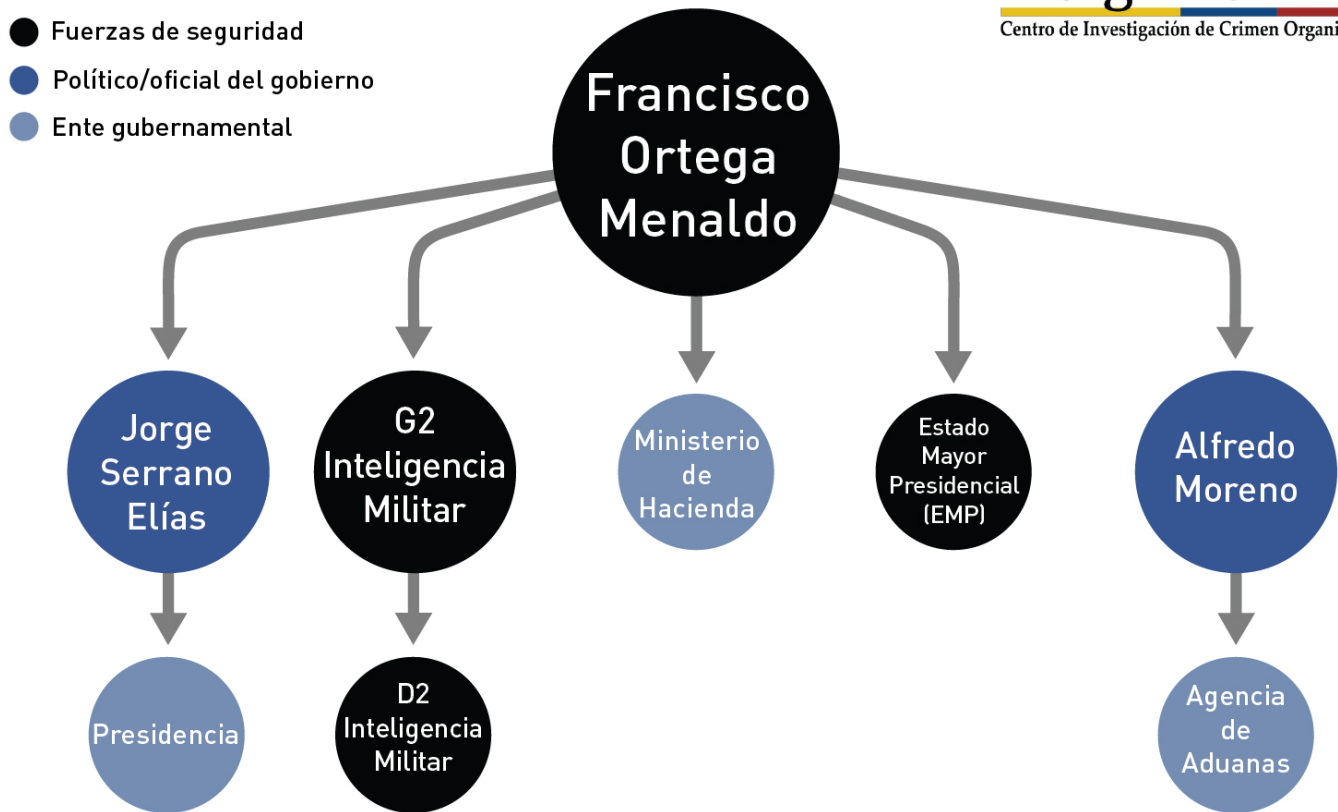 Fuerzas de seguridad
Político/oficial del gobierno
Ente gubernamental
Centro de Investigación de Crimen
Francisco
Ortega
Menaldo
Jorge
Serrano
Elías
G2
Inteligencia
Militar
Ministerio
de
Hacienda
Estado
Mayor
Presidencial
(EMP)
Alfredo
Moreno
Presidencia
D2
Inteligencia
Militar
Agencia
de
Aduanas